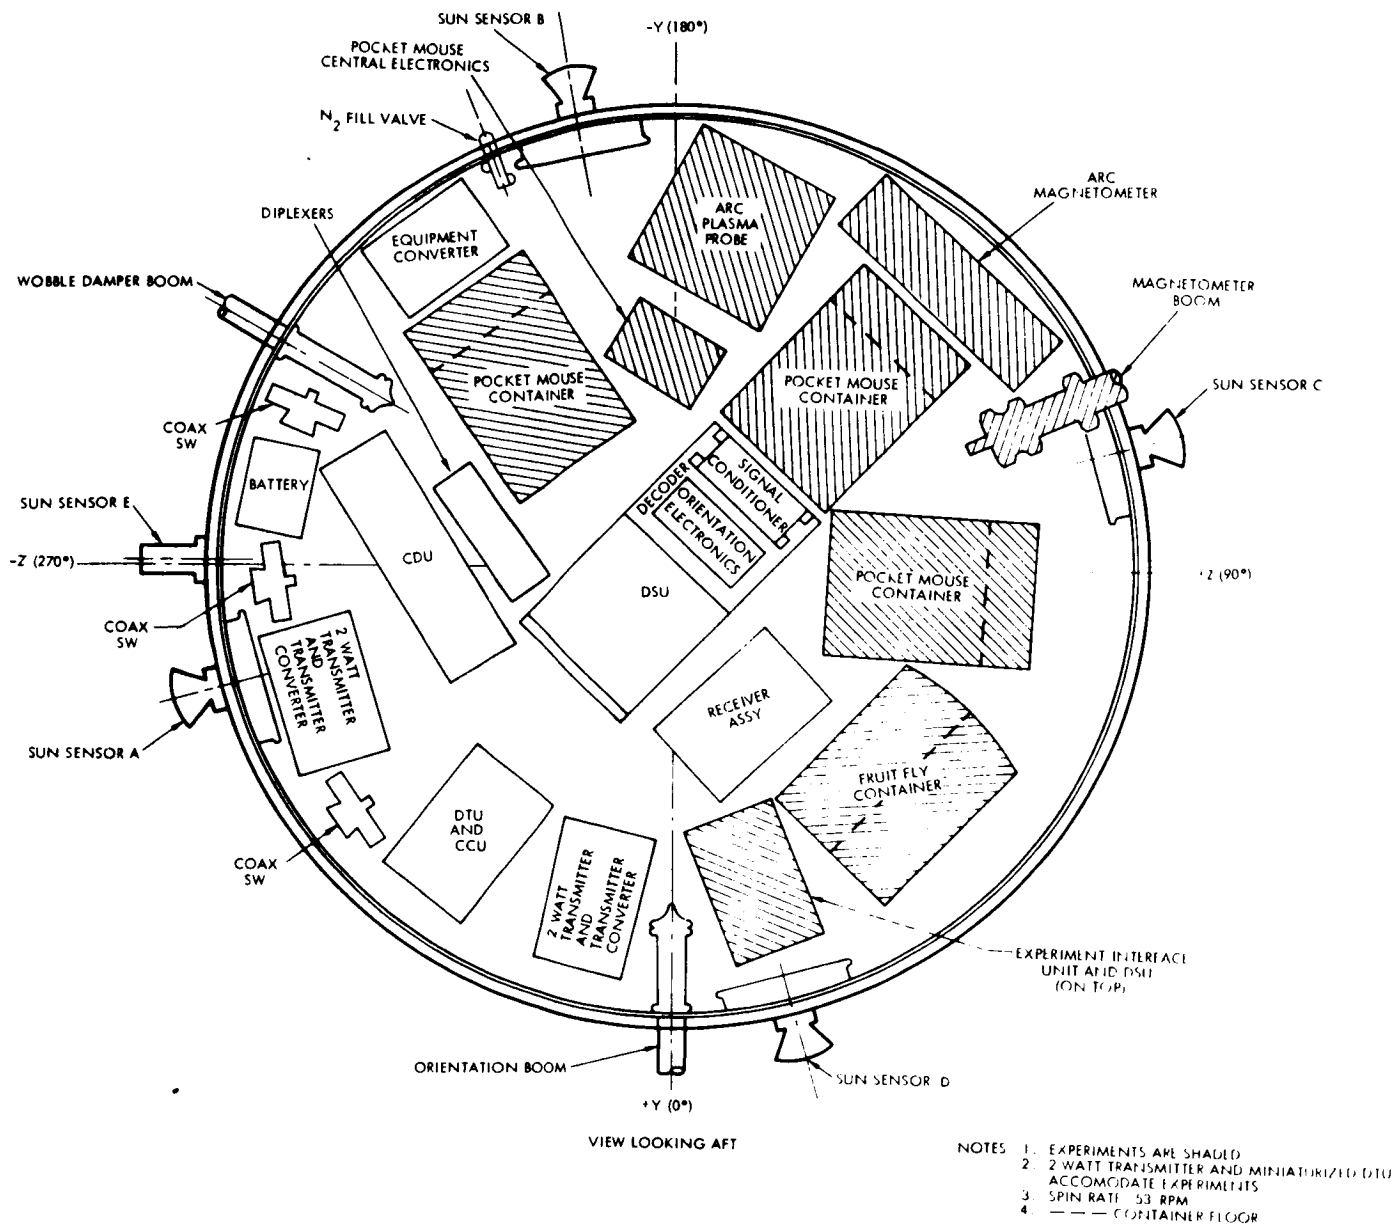 SUN SENSOR B
-Y (180°)
POCKET MOUSE
CENTRAL ELECTRONICS
N2 FILL VALVE
ARC
MAGNETOMETER
DIPLEXERS
ARC
PLASMA
PROBE
EQUIPMENT
CONVERTER
WOBBLE DAMPER BOOM
MAGNETOMETER
BOOM
POCKET MOUSE
CONTAINER
POCKET MOUSE
CONTAINER
SUN SENSOR C
COAX
SW
BATTERY
DECODER
SIGNAL
CONDITIONER
ORIENTATION
ELECTRONICS
SUN SENSOR E
-Z (270°)
CDU
DSU
POCKET MOUSE
CONTAINER
+Z (90°)
COAX
SW
2 WATT
TRANSMITTER
AND
TRANSMITTER
CONVERTER
RECEIVER
ASSY
SUN SENSOR A
FRUIT FLY
CONTAINER
DTU
AND
CCU
COAX
SW
2 WATT
TRANSMITTER
AND
TRANSMITTER
CONVERTER
EXPERIMENT INTERFACE
UNIT AND DSU
(ON TOP)
ORIENTATION BOOM
SUN SENSOR D
+Y (0°)
VIEW LOOKING AFT
NOTES 1. EXPERIMENTS ARE SHADED
2. 2 WATT TRANSMITTER AND MINIATURIZED DTU
ACCOMODATE EXPERIMENTS
3. SPIN RATE 53 RPM
4. — — — CONTAINER FLOOR